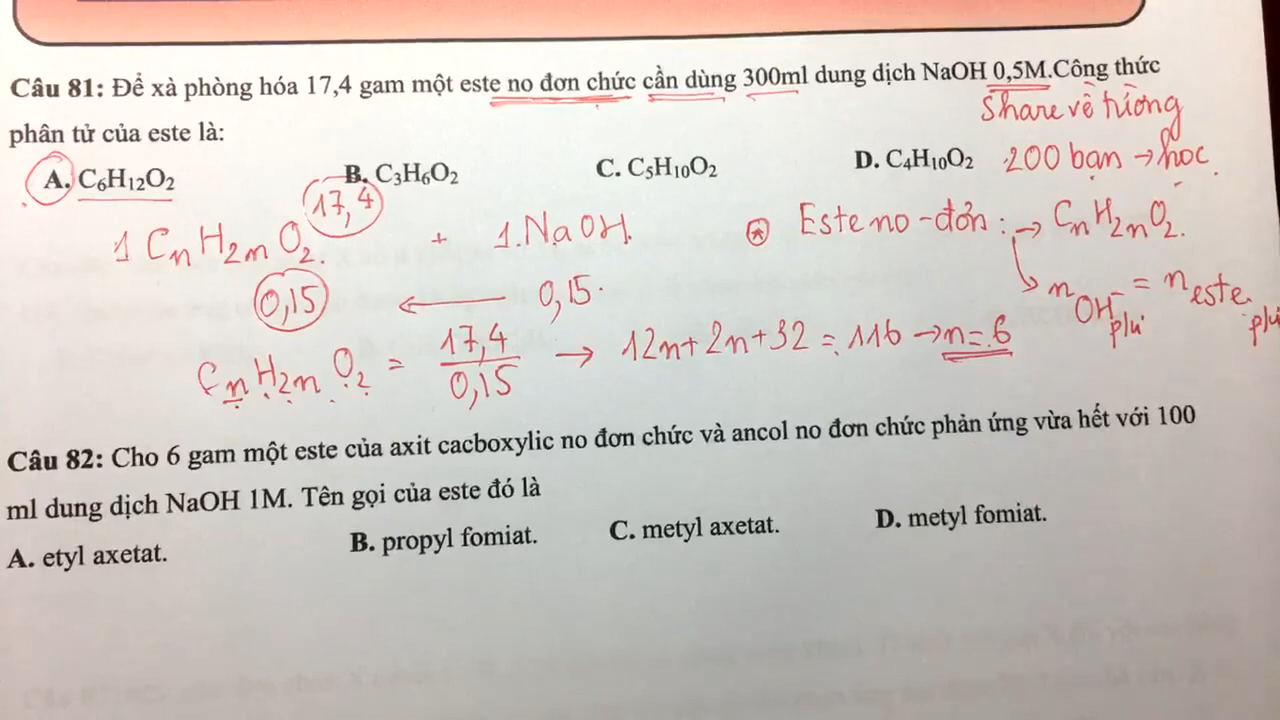 Câu 81: Để xà phòng hóa 17,4 gam một este no đơn chức cần dùng 300ml dung dịch NaOH 0,5M.Công thức
phân tử của este là:
Share về tường
200 bạn → học
A. C₆H₁₂O₂ B. C₃H₆O₂ C. C₅H₁₀O₂ D. C₄H₁₀O₂
17,4
1 CₙH₂ₙO₂. + 1.NaOH.
* Este no-đơn: → CₙH₂ₙO₂.
0,15 ← 0,15.
↳ n OH⁻ pứ = n este pứ
CₙH₂ₙO₂ = 17,4/0,15 → 12n+2n+32 = 116 → n = 6
Câu 82: Cho 6 gam một este của axit cacboxylic no đơn chức và ancol no đơn chức phản ứng vừa hết với 100
ml dung dịch NaOH 1M. Tên gọi của este đó là
A. etyl axetat. B. propyl fomiat. C. metyl axetat. D. metyl fomiat.